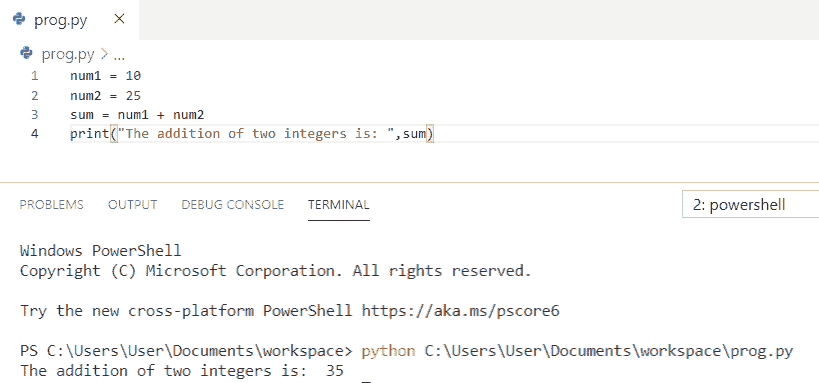 prog.py ×
prog.py > ...
1 num1 = 10
2 num2 = 25
3 sum = num1 + num2
4 print("The addition of two integers is: ",sum)
PROBLEMS OUTPUT DEBUG CONSOLE TERMINAL 2: powershell
Windows PowerShell
Copyright (C) Microsoft Corporation. All rights reserved.
Try the new cross-platform PowerShell https://aka.ms/pscore6
PS C:\Users\User\Documents\workspace> python C:\Users\User\Documents\workspace\prog.py
The addition of two integers is:  35